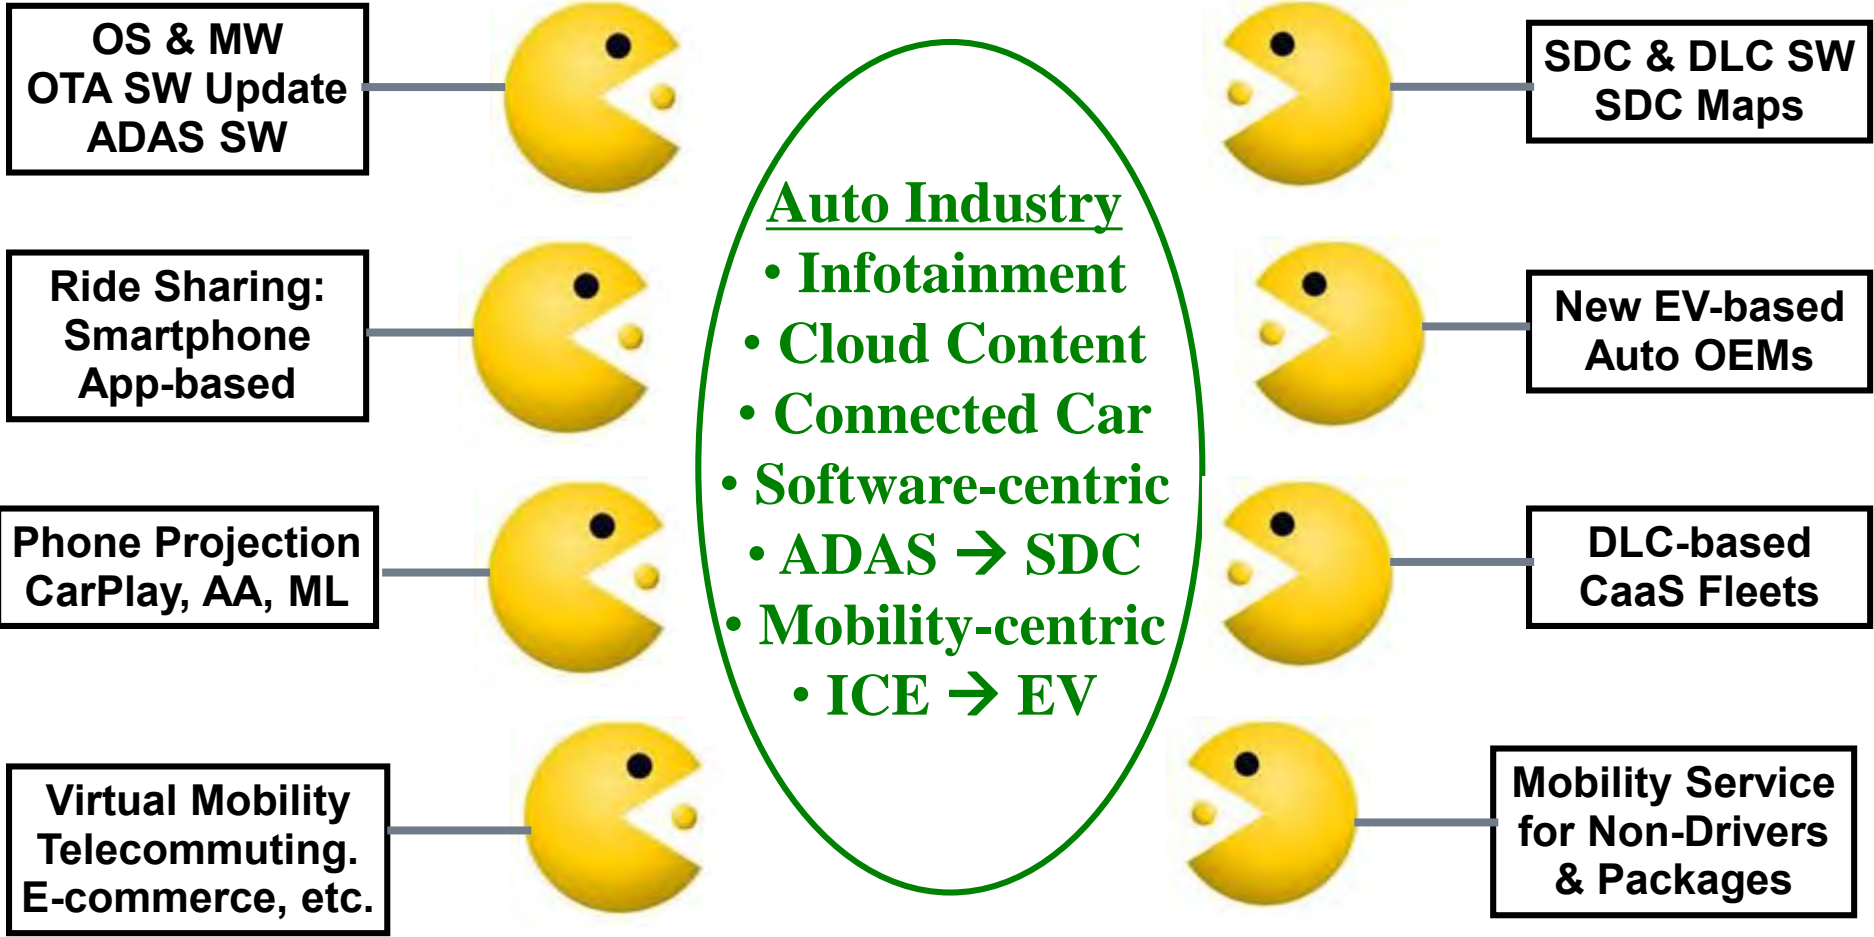 OS & MW
OTA SW Update
ADAS SW
Ride Sharing:
Smartphone
App-based
Phone Projection
CarPlay, AA, ML
Virtual Mobility
Telecommuting.
E-commerce, etc.
Auto Industry
• Infotainment
• Cloud Content
• Connected Car
• Software-centric
• ADAS → SDC
• Mobility-centric
• ICE → EV
SDC & DLC SW
SDC Maps
New EV-based
Auto OEMs
DLC-based
CaaS Fleets
Mobility Service
for Non-Drivers
& Packages